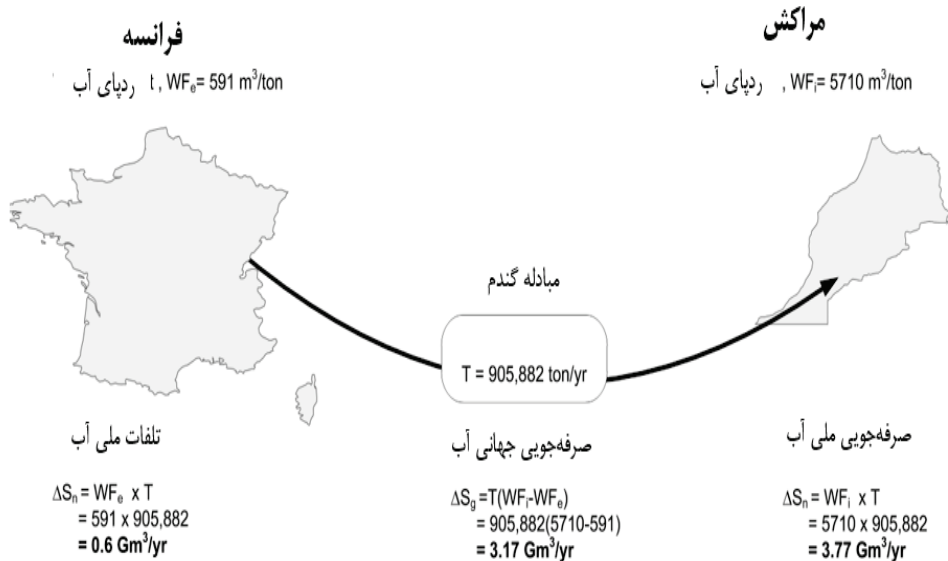 فرانسه
ردپای آب t , WFₑ= 591 m³/ton
مراکش
ردپای آب , WFᵢ= 5710 m³/ton
مبادله گندم
T = 905,882 ton/yr
تلفات ملی آب
ΔSₙ = WFₑ x T
= 591 x 905,882
= 0.6 Gm³/yr
صرفه‌جویی جهانی آب
ΔS₉ =T(WFᵢ-WFₑ)
= 905,882(5710-591)
= 3.17 Gm³/yr
صرفه‌جویی ملی آب
ΔSₙ = WFᵢ x T
= 5710 x 905,882
= 3.77 Gm³/yr